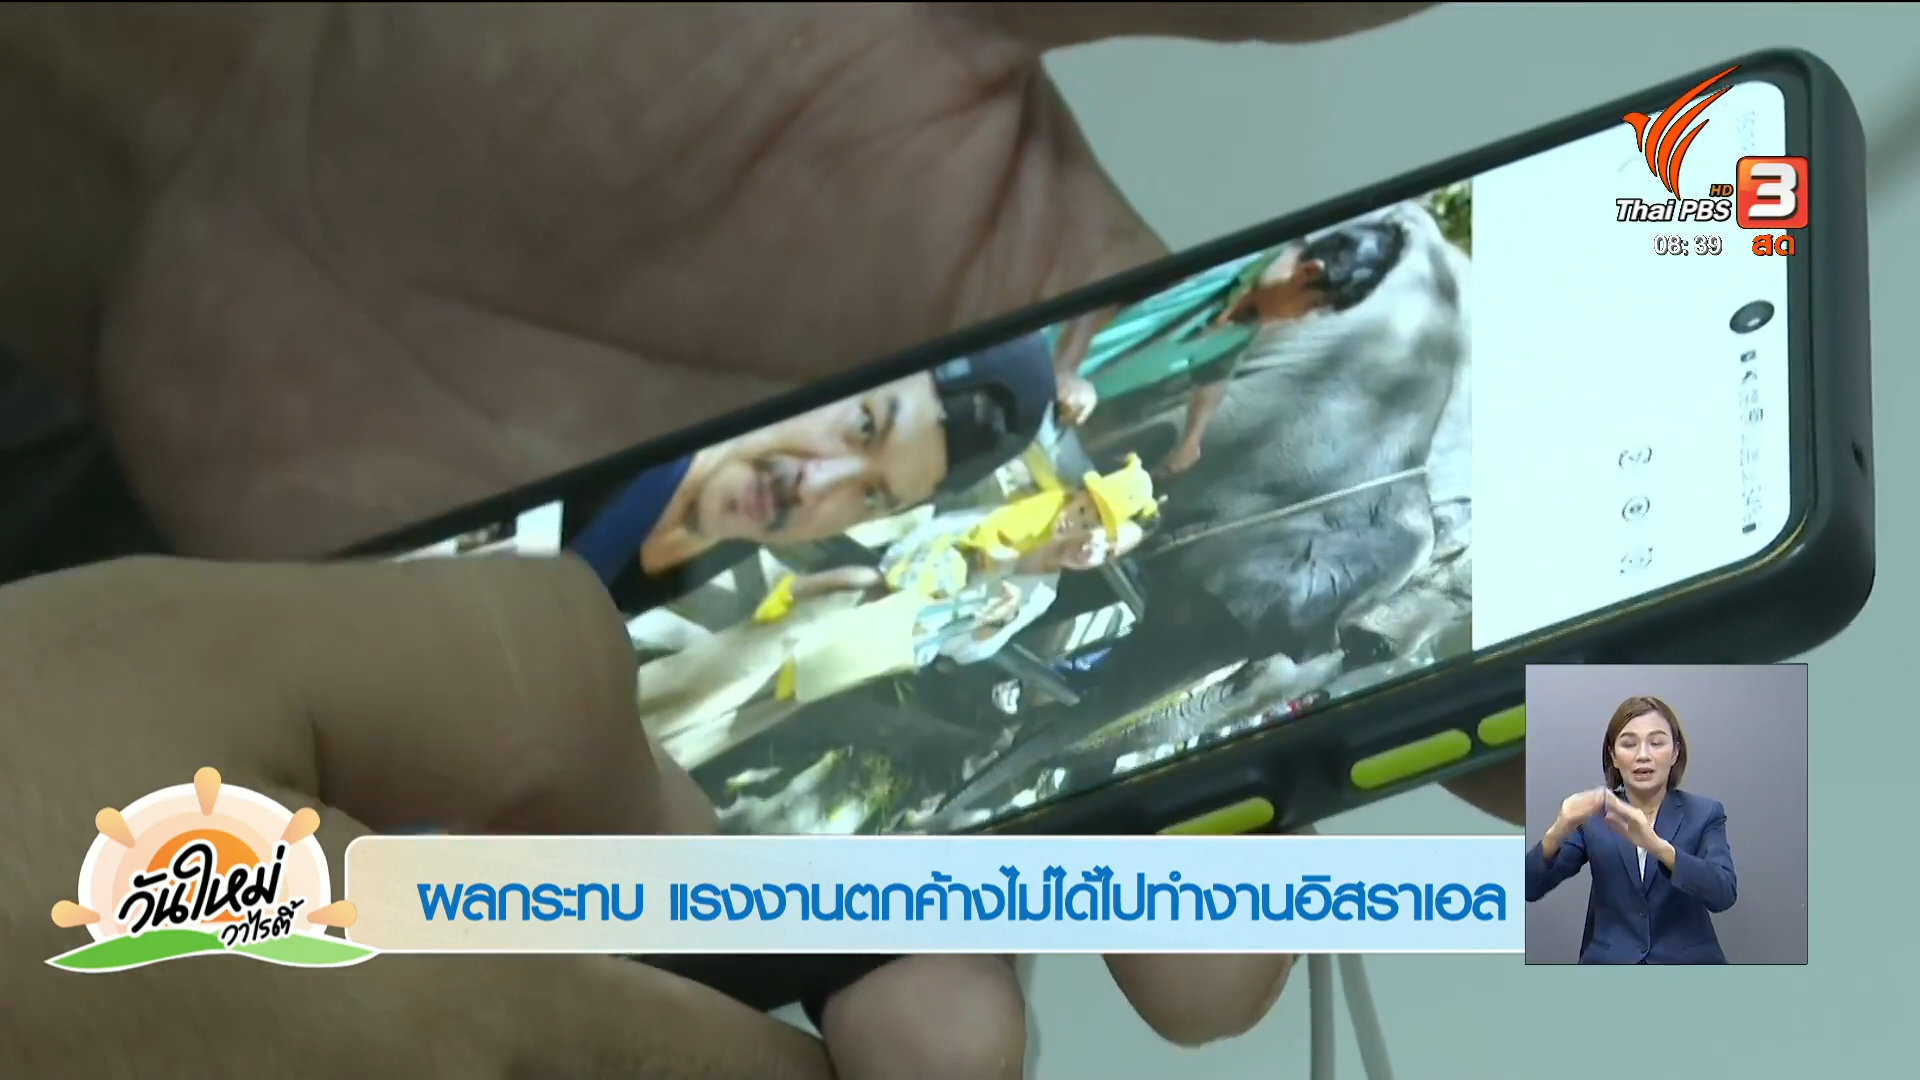 HD
Thai PBS 3
08:39 สด
วันใหม่
วาไรตี้
ผลกระทบ แรงงานตกค้างไม่ได้ไปทำงานอิสราเอล